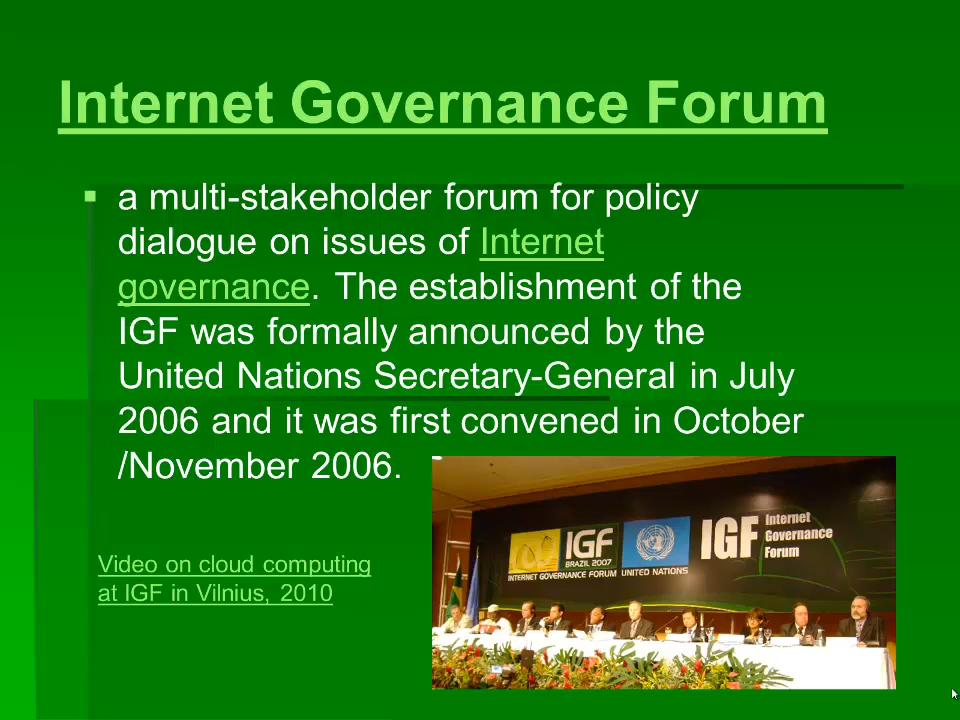 Internet Governance Forum
a multi-stakeholder forum for policy
dialogue on issues of Internet
governance. The establishment of the
IGF was formally announced by the
United Nations Secretary-General in July
2006 and it was first convened in October
/November 2006.
Video on cloud computing
at IGF in Vilnius, 2010
IGF
BRAZIL 2007
INTERNET GOVERNANCE FORUM
UNITED NATIONS
IGF
Internet
Governance
Forum